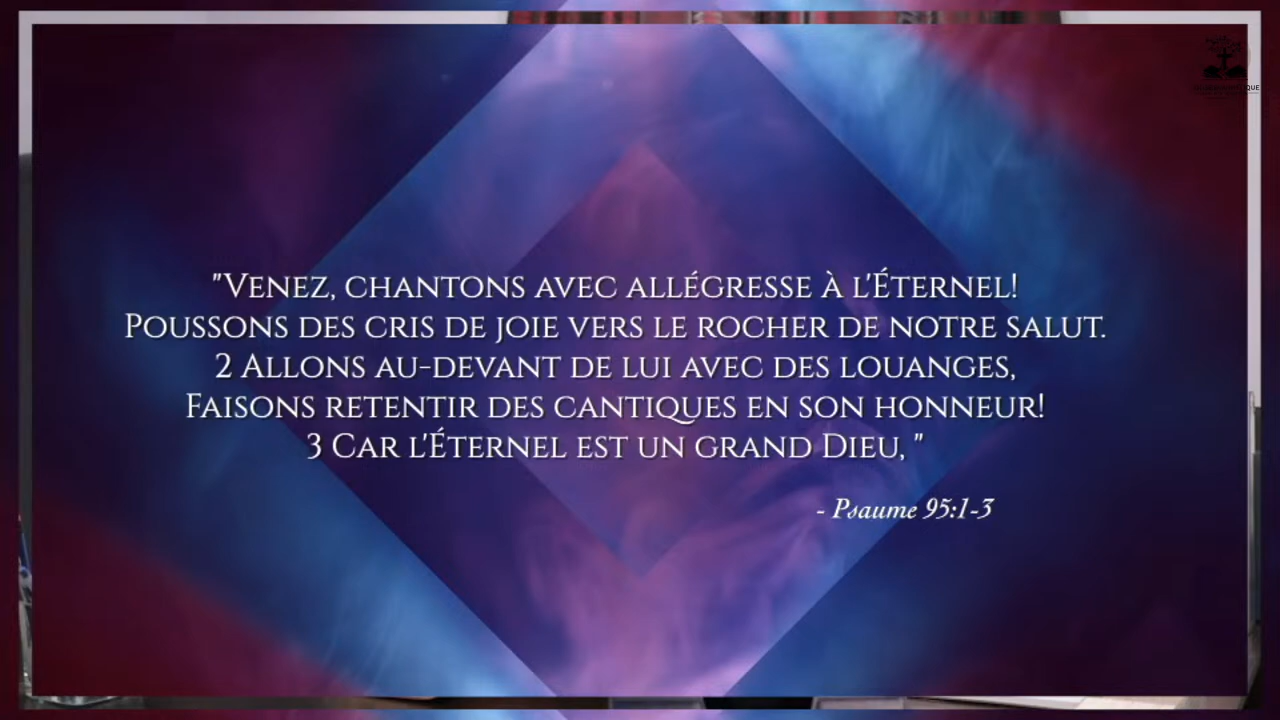 "Venez, chantons avec allégresse à l'Éternel!
Poussons des cris de joie vers le rocher de notre salut.
2 Allons au-devant de lui avec des louanges,
Faisons retentir des cantiques en son honneur!
3 Car l'Éternel est un grand Dieu, "
- Psaume 95:1-3